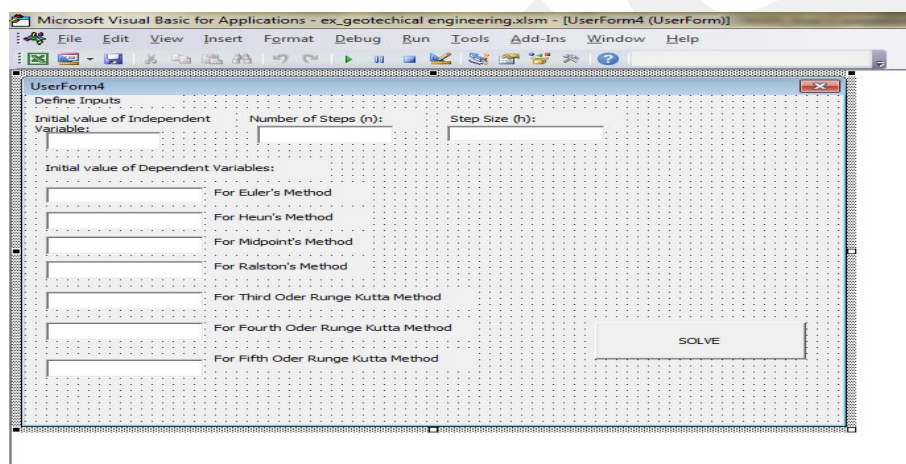 Microsoft Visual Basic for Applications - ex_geotechical engineering.xlsm - [UserForm4 (UserForm)]
File Edit View Insert Format Debug Run Tools Add-Ins Window Help
UserForm4
Define Inputs
Initial value of Independent Variable:
Number of Steps (n):
Step Size (h):
Initial value of Dependent Variables:
For Euler's Method
For Heun's Method
For Midpoint's Method
For Ralston's Method
For Third Oder Runge Kutta Method
For Fourth Oder Runge Kutta Method
For Fifth Oder Runge Kutta Method
SOLVE